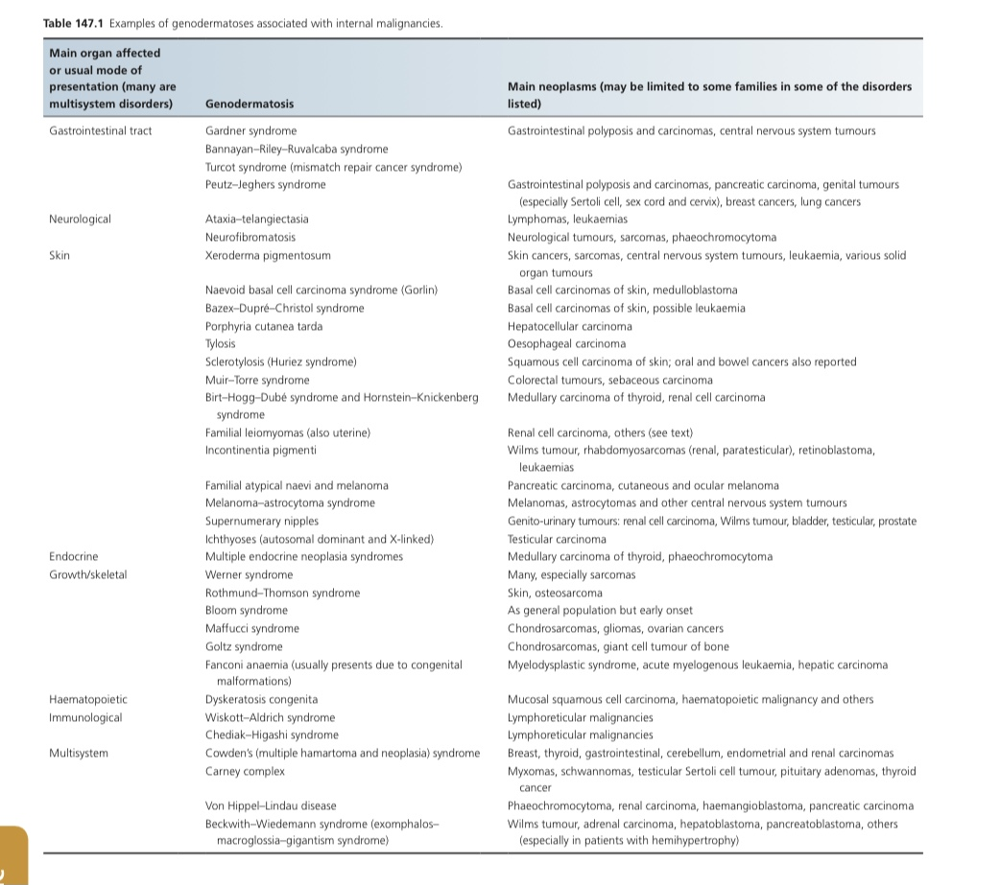 Table 147.1 Examples of genodermatoses associated with internal malignancies.
Main organ affected
or usual mode of
presentation (many are
multisystem disorders) Genodermatosis Main neoplasms (may be limited to some families in some of the disorders
listed)
Gastrointestinal tract Gardner syndrome Gastrointestinal polyposis and carcinomas, central nervous system tumours
Bannayan–Riley–Ruvalcaba syndrome
Turcot syndrome (mismatch repair cancer syndrome)
Peutz–Jeghers syndrome Gastrointestinal polyposis and carcinomas, pancreatic carcinoma, genital tumours
(especially Sertoli cell, sex cord and cervix), breast cancers, lung cancers
Neurological Ataxia–telangiectasia Lymphomas, leukaemias
Neurofibromatosis Neurological tumours, sarcomas, phaeochromocytoma
Skin Xeroderma pigmentosum Skin cancers, sarcomas, central nervous system tumours, leukaemia, various solid
organ tumours
Naevoid basal cell carcinoma syndrome (Gorlin) Basal cell carcinomas of skin, medulloblastoma
Bazex–Dupré–Christol syndrome Basal cell carcinomas of skin, possible leukaemia
Porphyria cutanea tarda Hepatocellular carcinoma
Tylosis Oesophageal carcinoma
Sclerotylosis (Huriez syndrome) Squamous cell carcinoma of skin; oral and bowel cancers also reported
Muir–Torre syndrome Colorectal tumours, sebaceous carcinoma
Birt–Hogg–Dubé syndrome and Hornstein–Knickenberg Medullary carcinoma of thyroid, renal cell carcinoma
syndrome
Familial leiomyomas (also uterine) Renal cell carcinoma, others (see text)
Incontinentia pigmenti Wilms tumour, rhabdomyosarcomas (renal, paratesticular), retinoblastoma,
leukaemias
Familial atypical naevi and melanoma Pancreatic carcinoma, cutaneous and ocular melanoma
Melanoma–astrocytoma syndrome Melanomas, astrocytomas and other central nervous system tumours
Supernumerary nipples Genito-urinary tumours: renal cell carcinoma, Wilms tumour, bladder, testicular, prostate
Ichthyoses (autosomal dominant and X-linked) Testicular carcinoma
Endocrine Multiple endocrine neoplasia syndromes Medullary carcinoma of thyroid, phaeochromocytoma
Growth/skeletal Werner syndrome Many, especially sarcomas
Rothmund–Thomson syndrome Skin, osteosarcoma
Bloom syndrome As general population but early onset
Maffucci syndrome Chondrosarcomas, gliomas, ovarian cancers
Goltz syndrome Chondrosarcomas, giant cell tumour of bone
Fanconi anaemia (usually presents due to congenital Myelodysplastic syndrome, acute myelogenous leukaemia, hepatic carcinoma
malformations)
Haematopoietic Dyskeratosis congenita Mucosal squamous cell carcinoma, haematopoietic malignancy and others
Immunological Wiskott–Aldrich syndrome Lymphoreticular malignancies
Chediak–Higashi syndrome Lymphoreticular malignancies
Multisystem Cowden's (multiple hamartoma and neoplasia) syndrome Breast, thyroid, gastrointestinal, cerebellum, endometrial and renal carcinomas
Carney complex Myxomas, schwannomas, testicular Sertoli cell tumour, pituitary adenomas, thyroid
cancer
Von Hippel–Lindau disease Phaeochromocytoma, renal carcinoma, haemangioblastoma, pancreatic carcinoma
Beckwith–Wiedemann syndrome (exomphalos– Wilms tumour, adrenal carcinoma, hepatoblastoma, pancreatoblastoma, others
macroglossia–gigantism syndrome) (especially in patients with hemihypertrophy)